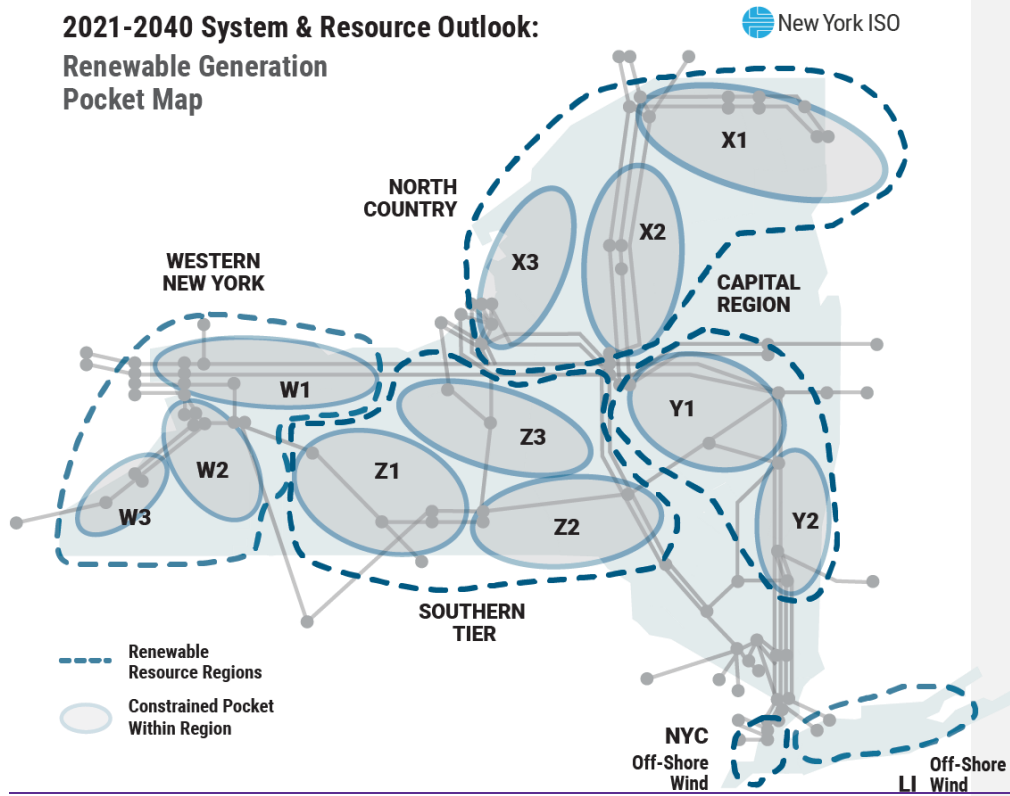 2021-2040 System & Resource Outlook:
Renewable Generation
Pocket Map
New York ISO
X1
NORTH
COUNTRY
X2
X3
WESTERN
NEW YORK
CAPITAL
REGION
W1
Y1
Z3
Z1
W2
W3
Z2
Y2
SOUTHERN
TIER
Renewable
Resource Regions
Constrained Pocket
Within Region
NYC
Off-Shore
Wind
LI
Off-Shore
Wind